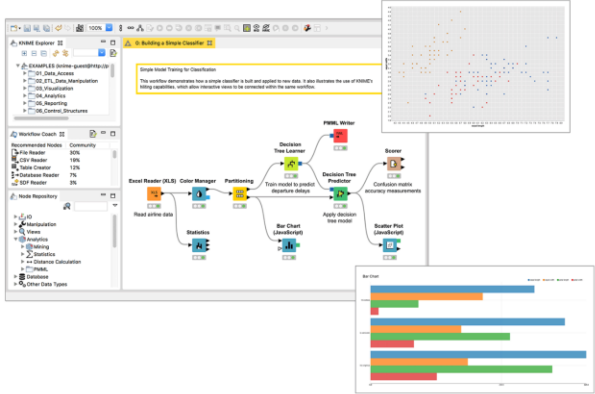 100%
KNIME Explorer
0: Building a Simple Classifier
EXAMPLES (knime-guest@http://p
01_Data_Access
02_ETL_Data_Manipulation
03_Visualization
04_Analytics
05_Reporting
06_Control_Structures
Simple Model Training for Classification
This workflow demonstrates how a simple classifier is built and applied to new data. It also illustrates the use of KNIME's
hiliting capabilities, which allow interactive views to be connected within the same workflow.
Workflow Coach
Recommended Nodes Community
File Reader 30%
CSV Reader 19%
Table Creator 12%
Database Reader 7%
SDF Reader 3%
Node Repository
IO
Manipulation
Views
Analytics
Mining
Statistics
Distance Calculation
PMML
Database
Other Data Types
PMML Writer
Decision
Tree Learner
Train model to predict
departure delays
Excel Reader (XLS)
Read airline data
Color Manager
Partitioning
Decision Tree
Predictor
Apply decision
tree model
Scorer
Confusion matrix
accuracy measurements
Statistics
Bar Chart
(JavaScript)
Scatter Plot
(JavaScript)
Bar Chart